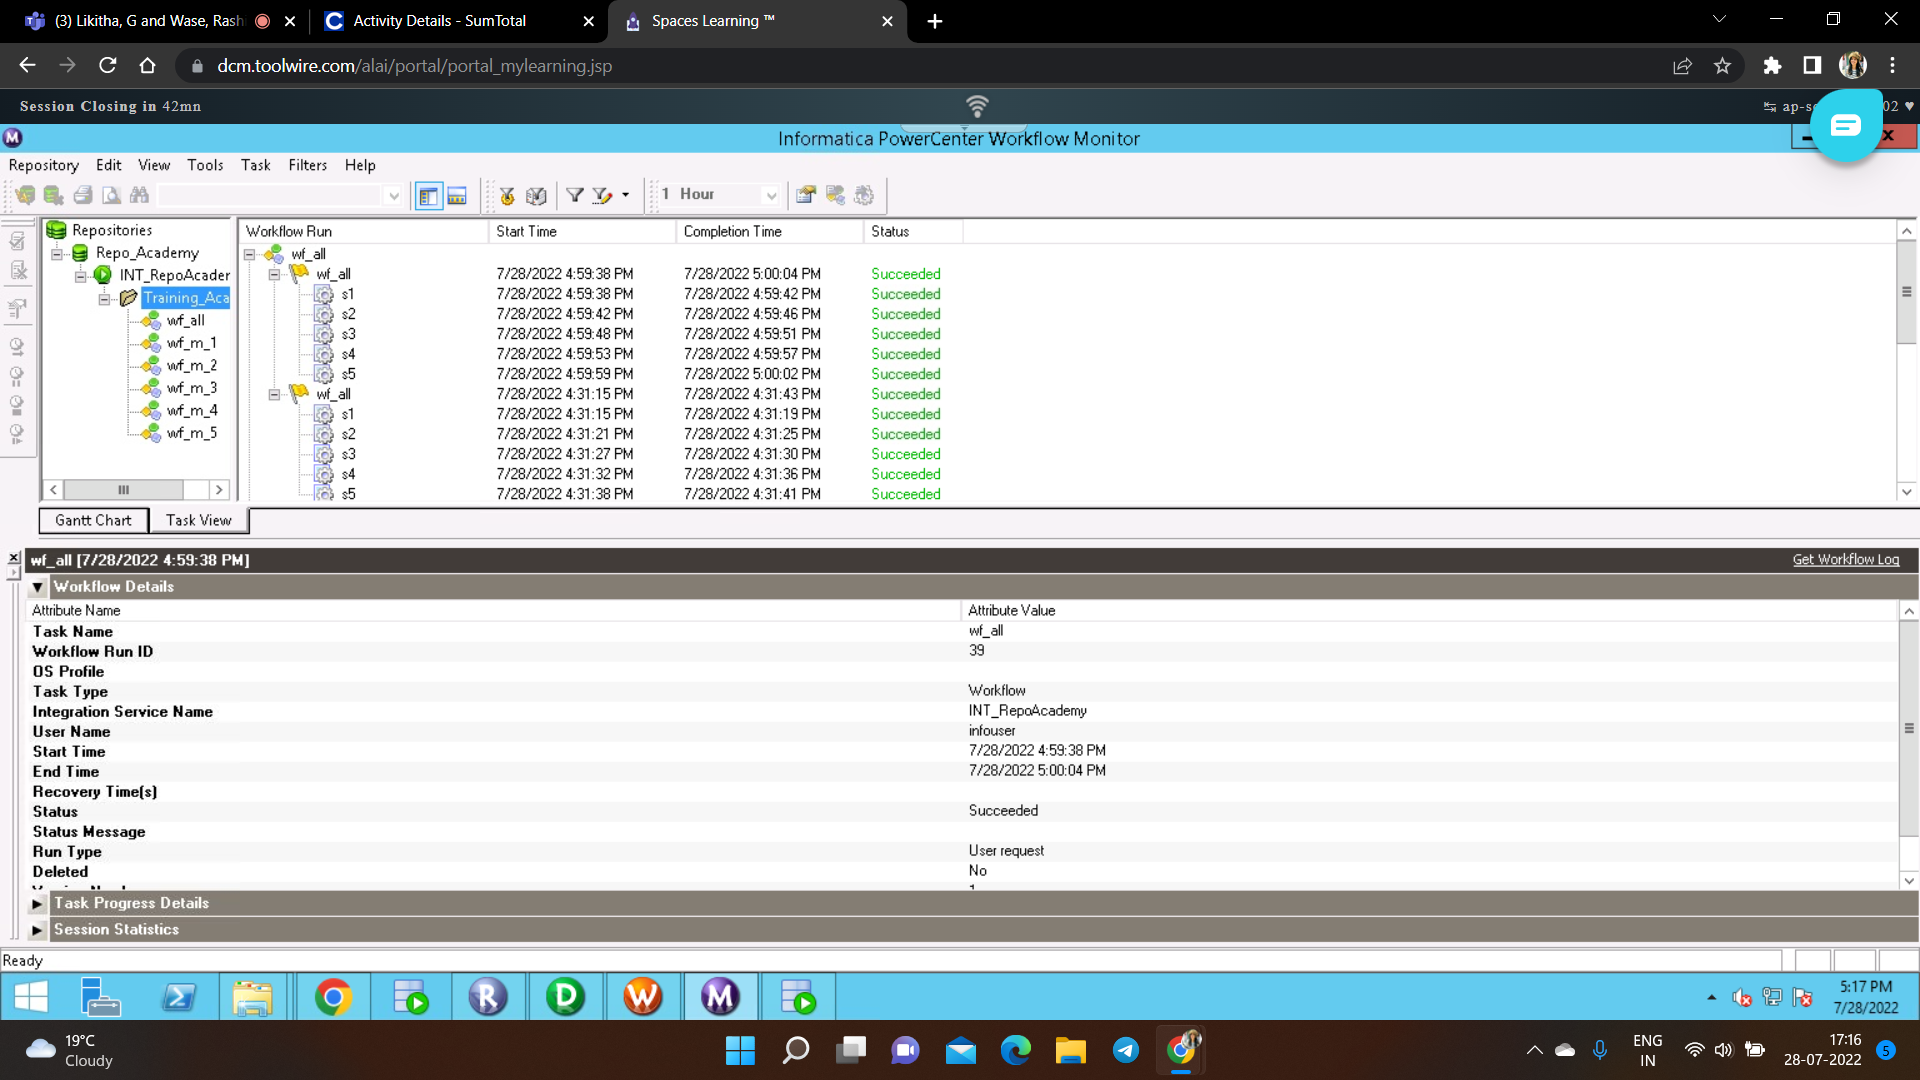 (3) Likitha, G and Wase, Rash
Activity Details - SumTotal
Spaces Learning ™
dcm.toolwire.com/alai/portal/portal_mylearning.jsp
Session Closing in 42mn
02
Informatica PowerCenter Workflow Monitor
Repository Edit View Tools Task Filters Help
1 Hour
Repositories
Repo_Academy
INT_RepoAcader
Training_Aca
wf_all
wf_m_1
wf_m_2
wf_m_3
wf_m_4
wf_m_5
Workflow Run Start Time Completion Time Status
wf_all
wf_all 7/28/2022 4:59:38 PM 7/28/2022 5:00:04 PM Succeeded
s1 7/28/2022 4:59:38 PM 7/28/2022 4:59:42 PM Succeeded
s2 7/28/2022 4:59:42 PM 7/28/2022 4:59:46 PM Succeeded
s3 7/28/2022 4:59:48 PM 7/28/2022 4:59:51 PM Succeeded
s4 7/28/2022 4:59:53 PM 7/28/2022 4:59:57 PM Succeeded
s5 7/28/2022 4:59:59 PM 7/28/2022 5:00:02 PM Succeeded
wf_all 7/28/2022 4:31:15 PM 7/28/2022 4:31:43 PM Succeeded
s1 7/28/2022 4:31:15 PM 7/28/2022 4:31:19 PM Succeeded
s2 7/28/2022 4:31:21 PM 7/28/2022 4:31:25 PM Succeeded
s3 7/28/2022 4:31:27 PM 7/28/2022 4:31:30 PM Succeeded
s4 7/28/2022 4:31:32 PM 7/28/2022 4:31:36 PM Succeeded
s5 7/28/2022 4:31:38 PM 7/28/2022 4:31:41 PM Succeeded
Gantt Chart Task View
wf_all [7/28/2022 4:59:38 PM] Get Workflow Log
Workflow Details
Attribute Name Attribute Value
Task Name wf_all
Workflow Run ID 39
OS Profile
Task Type Workflow
Integration Service Name INT_RepoAcademy
User Name infouser
Start Time 7/28/2022 4:59:38 PM
End Time 7/28/2022 5:00:04 PM
Recovery Time(s)
Status Succeeded
Status Message
Run Type User request
Deleted No
Task Progress Details
Session Statistics
Ready
5:17 PM
7/28/2022
19°C
Cloudy
ENG
IN
17:16
28-07-2022
5